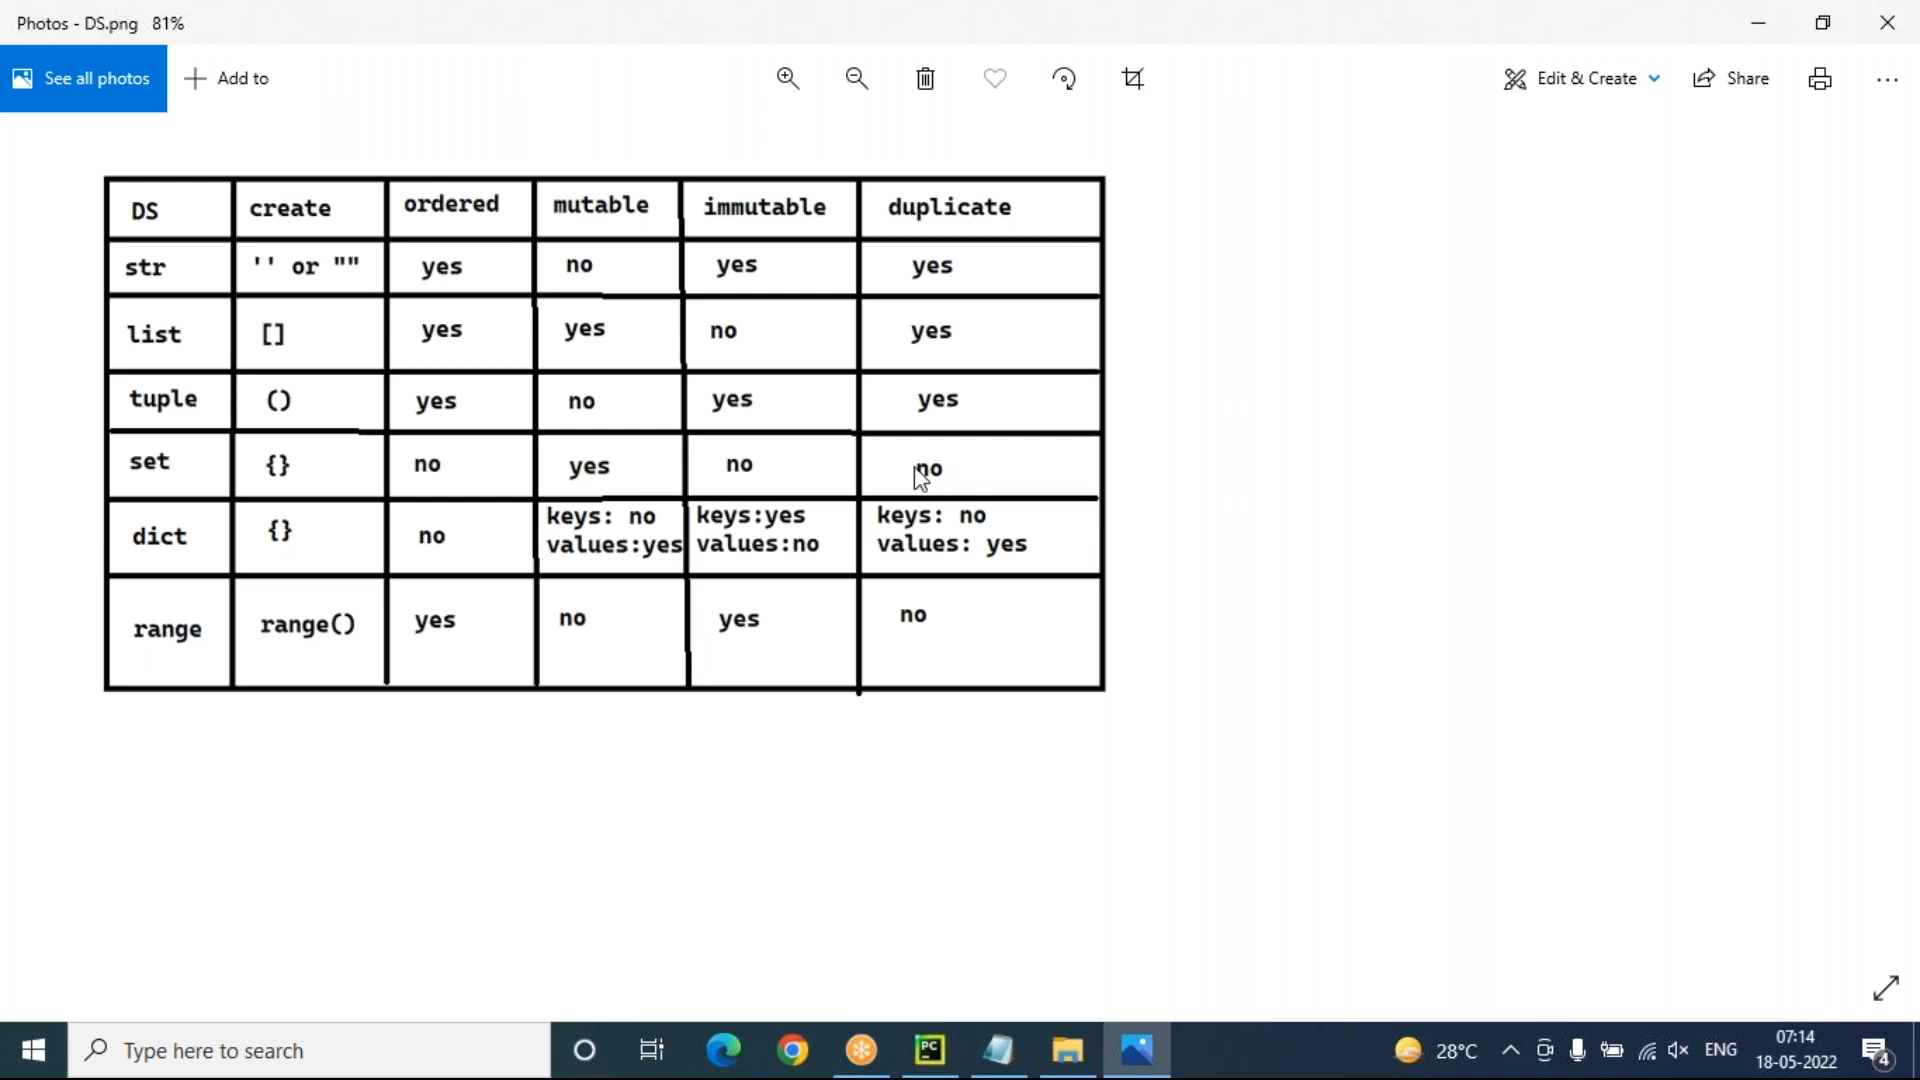 Photos - DS.png 81%
See all photos Add to Edit & Create Share
DS create ordered mutable immutable duplicate
str '' or "" yes no yes yes
list [] yes yes no yes
tuple () yes no yes yes
set {} no yes no no
dict {} no keys: no keys:yes keys: no
values:yes values:no values: yes
range range() yes no yes no
Type here to search PC 28°C ENG 07:14
18-05-2022 4